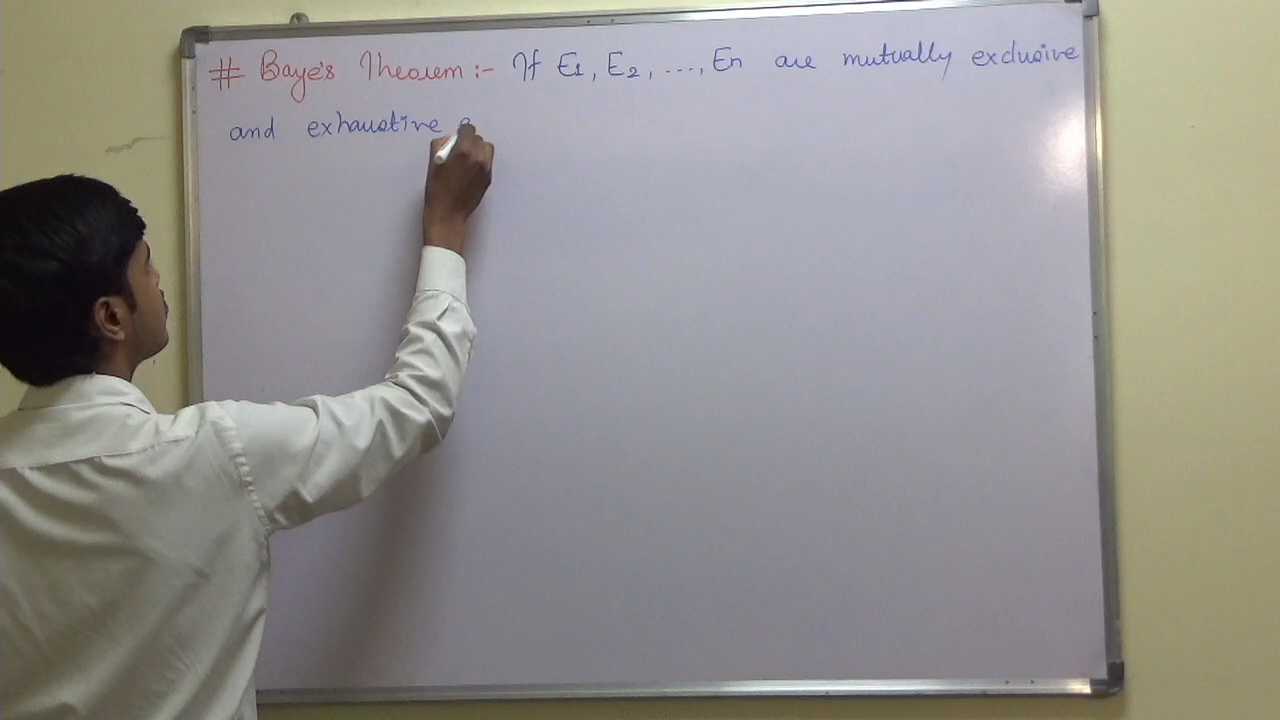 # Baye's Theorem :- If E1, E2, ..., En are mutually exclusive
and exhaustive e